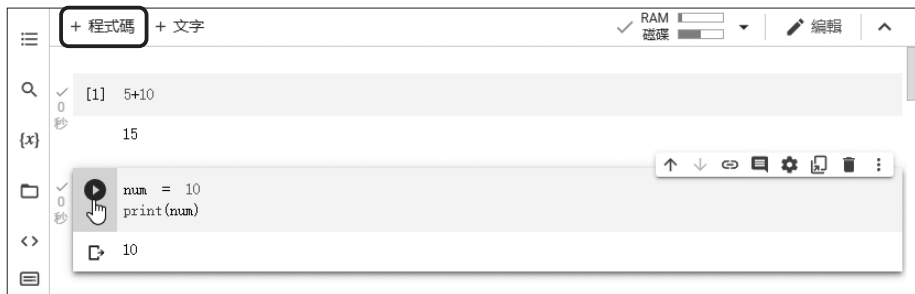 + 程式碼 + 文字 RAM 磁碟 編輯
[1] 5+10
0 秒
{x}
15
num = 10
0 秒
print(num)
<>
10